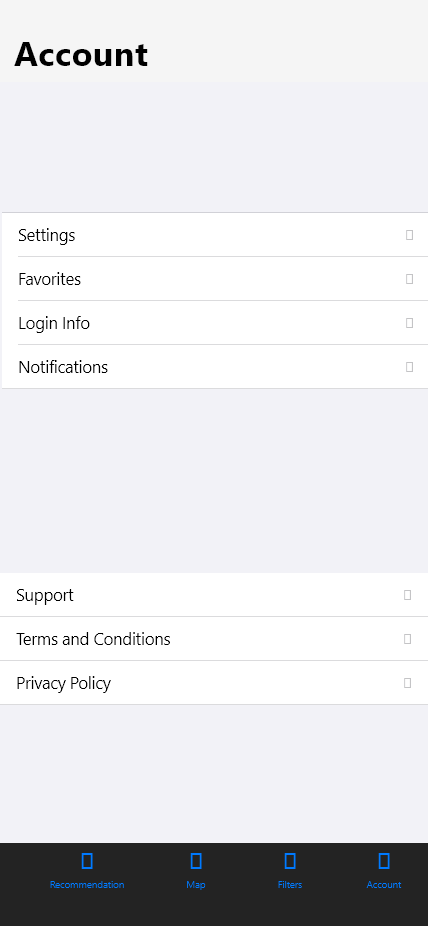 Account
Settings
Favorites
Login Info
Notifications
Support
Terms and Conditions
Privacy Policy
Recommendation Map Filters Account